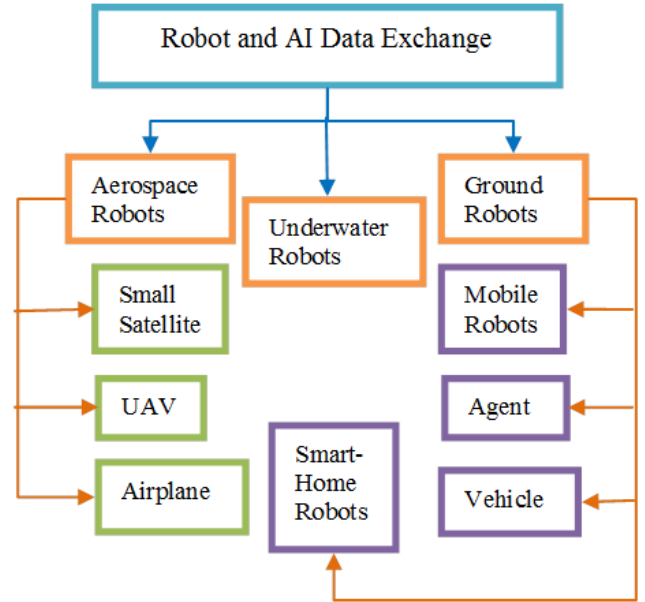 Robot and AI Data Exchange
Aerospace
Robots
Underwater
Robots
Ground
Robots
Small
Satellite
Mobile
Robots
UAV
Agent
Smart-
Home
Robots
Airplane
Vehicle